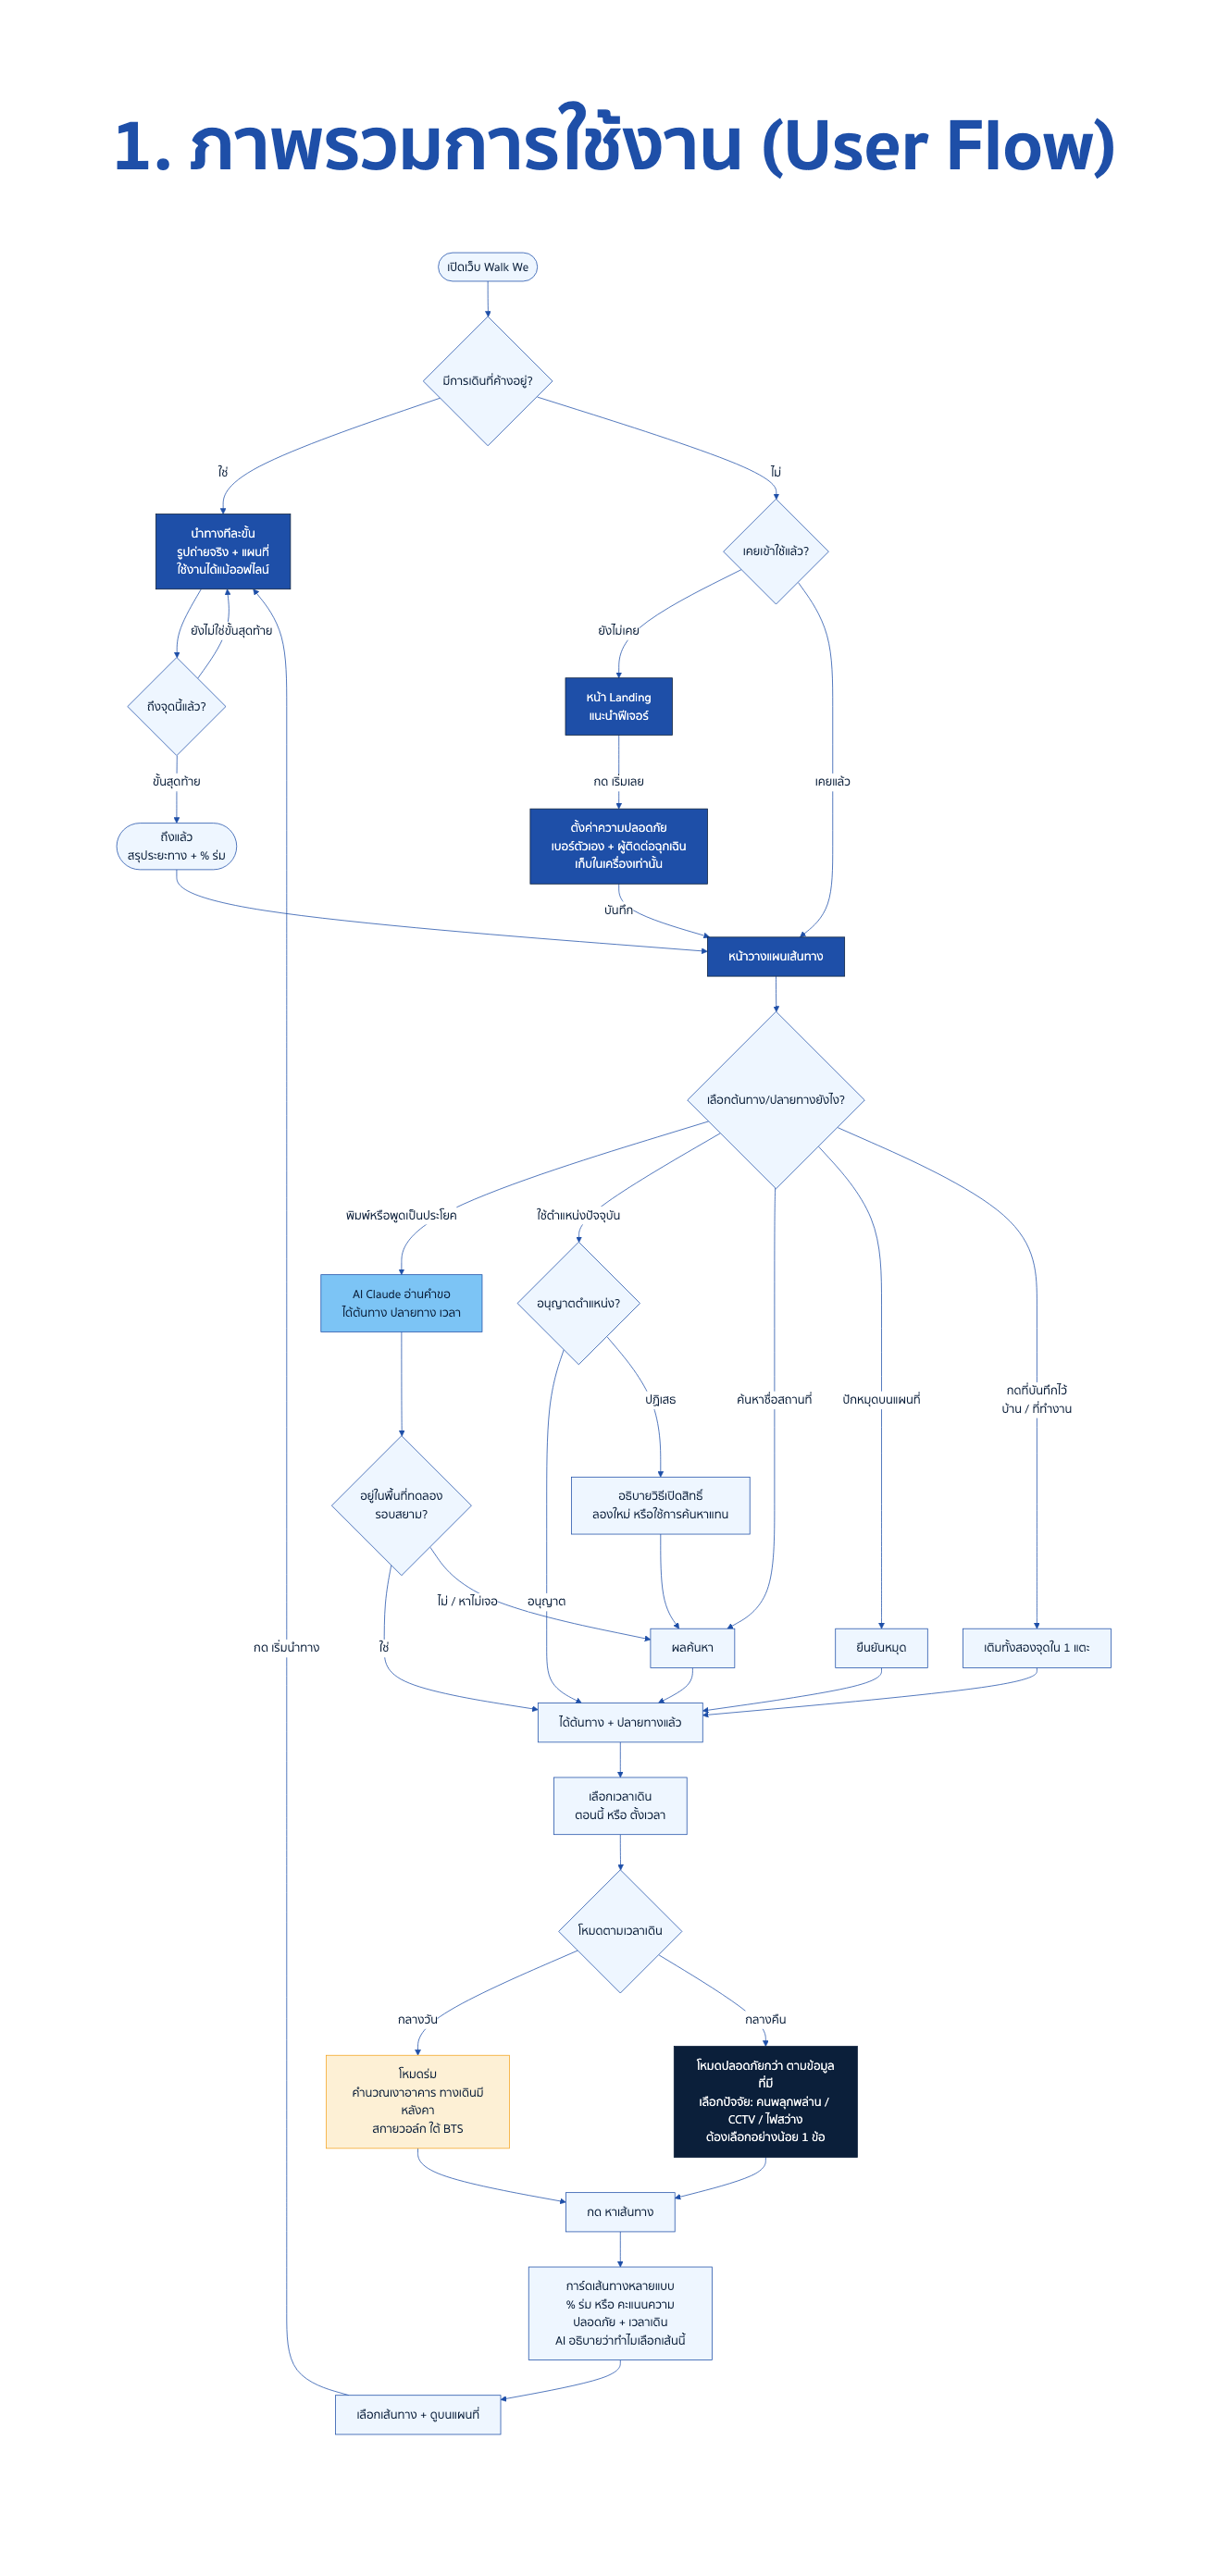 1. ภาพรวมการใช้งาน (User Flow)
เปิดเว็บ Walk We
มีการเดินที่ค้างอยู่?
ใช่
ไม่
นำทางทีละขั้น
รูปถ่ายจริง + แผนที่
ใช้งานได้แม้ออฟไลน์
เคยเข้าใช้แล้ว?
ยังไม่ใช่ขั้นสุดท้าย
ยังไม่เคย
ถึงจุดนี้แล้ว?
หน้า Landing
แนะนำฟีเจอร์
ขั้นสุดท้าย
กด เริ่มเลย
เคยแล้ว
ถึงแล้ว
สรุประยะทาง + % ร่ม
ตั้งค่าความปลอดภัย
เบอร์ตัวเอง + ผู้ติดต่อฉุกเฉิน
เก็บในเครื่องเท่านั้น
บันทึก
หน้าวางแผนเส้นทาง
เลือกต้นทาง/ปลายทางยังไง?
พิมพ์หรือพูดเป็นประโยค
ใช้ตำแหน่งปัจจุบัน
AI Claude อ่านคำขอ
ได้ต้นทาง ปลายทาง เวลา
อนุญาตตำแหน่ง?
ปฏิเสธ
ค้นหาชื่อสถานที่
ปักหมุดบนแผนที่
กดที่บันทึกไว้
บ้าน / ที่ทำงาน
อยู่ในพื้นที่ทดลอง
รอบสยาม?
อธิบายวิธีเปิดสิทธิ์
ลองใหม่ หรือใช้การค้นหาแทน
ไม่ / หาไม่เจอ
อนุญาต
กด เริ่มนำทาง
ใช่
ผลค้นหา
ยืนยันหมุด
เติมทั้งสองจุดใน 1 แตะ
ได้ต้นทาง + ปลายทางแล้ว
เลือกเวลาเดิน
ตอนนี้ หรือ ตั้งเวลา
โหมดตามเวลาเดิน
กลางวัน
กลางคืน
โหมดร่ม
คำนวณเงาอาคาร ทางเดินมี
หลังคา
สกายวอล์ก ใต้ BTS
โหมดปลอดภัยกว่า ตามข้อมูล
ที่มี
เลือกปัจจัย: คนพลุกพล่าน /
CCTV / ไฟสว่าง
ต้องเลือกอย่างน้อย 1 ข้อ
กด หาเส้นทาง
การ์ดเส้นทางหลายแบบ
% ร่ม หรือ คะแนนความ
ปลอดภัย + เวลาเดิน
AI อธิบายว่าทำไมเลือกเส้นนี้
เลือกเส้นทาง + ดูบนแผนที่